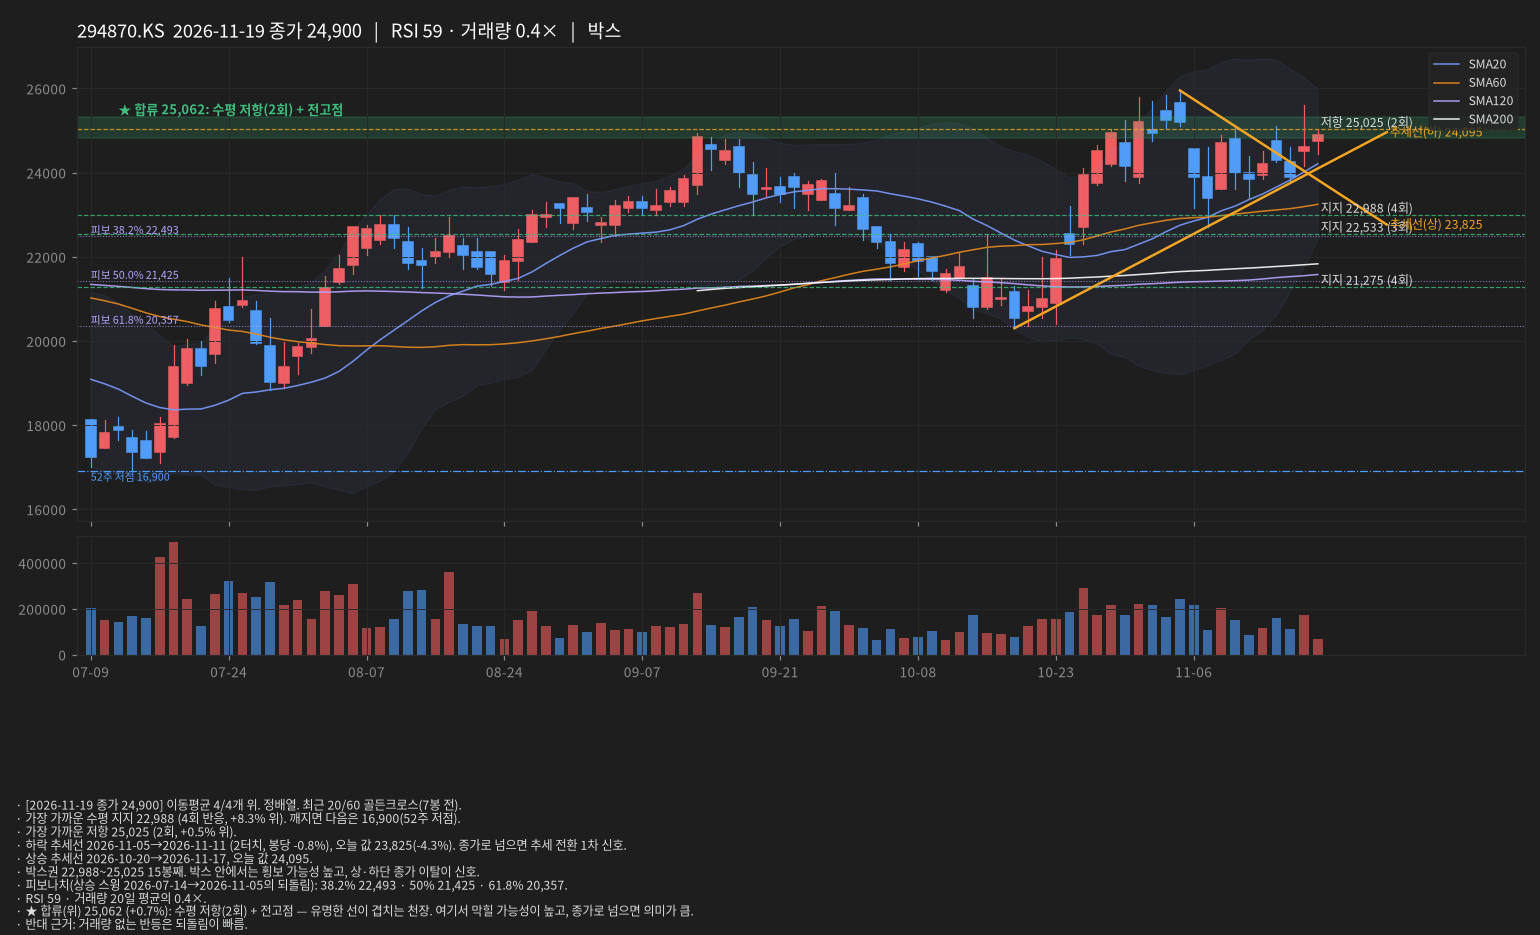 294870.KS 2026-11-19 종가 24,900 | RSI 59 · 거래량 0.4× | 박스
SMA20
SMA60
SMA120
SMA200
26000
24000
22000
20000
18000
16000
★ 합류 25,062: 수평 저항(2회) + 전고점
저항 25,025 (2회)
추세선(하) 24,095
지지 22,988 (4회)
추세선(상) 23,825
지지 22,533 (3회)
지지 21,275 (4회)
피보 38.2% 22,493
피보 50.0% 21,425
피보 61.8% 20,357
52주 저점 16,900
400000
200000
0
07-09 07-24 08-07 08-24 09-07 09-21 10-08 10-23 11-06
· [2026-11-19 종가 24,900] 이동평균 4/4개 위. 정배열. 최근 20/60 골든크로스(7봉 전).
· 가장 가까운 수평 지지 22,988 (4회 반응, +8.3% 위). 깨지면 다음은 16,900(52주 저점).
· 가장 가까운 저항 25,025 (2회, +0.5% 위).
· 하락 추세선 2026-11-05→2026-11-11 (2터치, 봉당 -0.8%), 오늘 값 23,825(-4.3%). 종가로 넘으면 추세 전환 1차 신호.
· 상승 추세선 2026-10-20→2026-11-17, 오늘 값 24,095.
· 박스권 22,988~25,025 15봉째. 박스 안에서는 횡보 가능성 높고, 상·하단 종가 이탈이 신호.
· 피보나치(상승 스윙 2026-07-14→2026-11-05의 되돌림): 38.2% 22,493 · 50% 21,425 · 61.8% 20,357.
· RSI 59 · 거래량 20일 평균의 0.4×.
· ★ 합류(위) 25,062 (+0.7%): 수평 저항(2회) + 전고점 — 유명한 선이 겹치는 천장. 여기서 막힐 가능성이 높고, 종가로 넘으면 의미가 큼.
· 반대 근거: 거래량 없는 반등은 되돌림이 빠름.